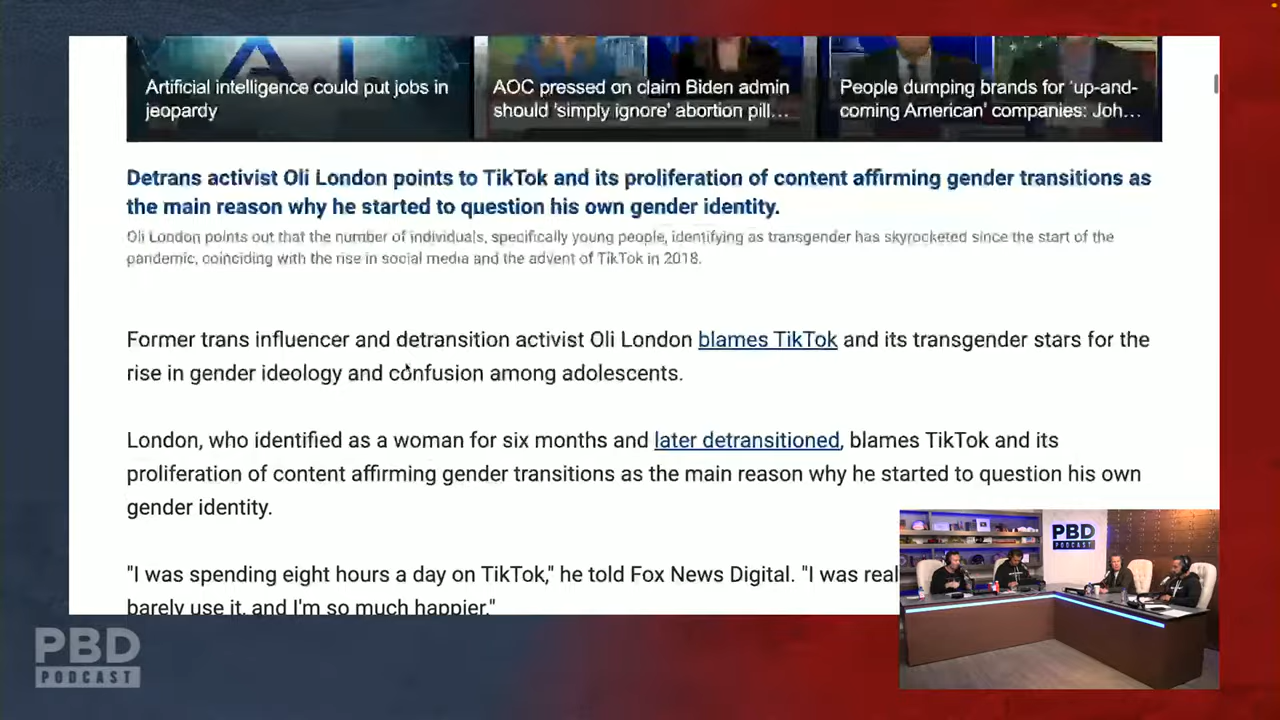 Artificial intelligence could put jobs in
jeopardy
AOC pressed on claim Biden admin
should 'simply ignore' abortion pill...
People dumping brands for 'up-and-
coming American' companies: Joh...
Detrans activist Oli London points to TikTok and its proliferation of content affirming gender transitions as
the main reason why he started to question his own gender identity.
Oli London points out that the number of individuals, specifically young people, identifying as transgender has skyrocketed since the start of the
pandemic, coinciding with the rise in social media and the advent of TikTok in 2018.
Former trans influencer and detransition activist Oli London blames TikTok and its transgender stars for the
rise in gender ideology and confusion among adolescents.
London, who identified as a woman for six months and later detransitioned, blames TikTok and its
proliferation of content affirming gender transitions as the main reason why he started to question his own
gender identity.
"I was spending eight hours a day on TikTok," he told Fox News Digital. "I was real
barely use it, and I'm so much happier."
PBD
PODCAST
PBD
PODCAST